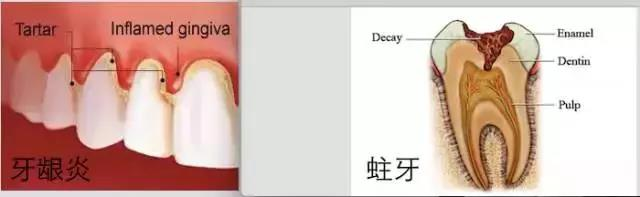 Tartar
Inflamed gingiva
牙龈炎
Decay
Enamel
Dentin
Pulp
蛀牙